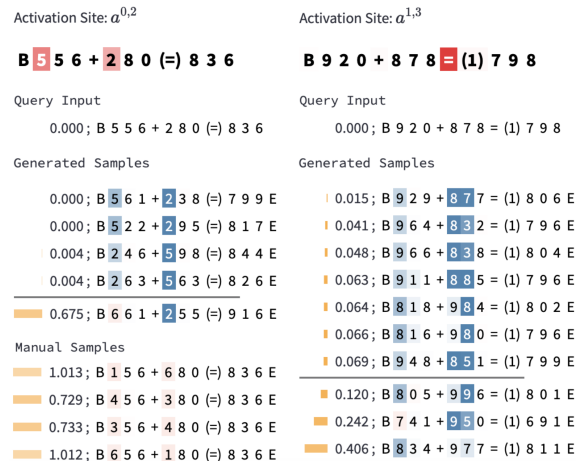 Activation Site: a^{0,2}
B 5 5 6 + 2 8 0 (=) 8 3 6
Query Input
0.000; B 5 5 6 + 2 8 0 (=) 8 3 6
Generated Samples
0.000; B 5 6 1 + 2 3 8 (=) 7 9 9 E
0.000; B 5 2 2 + 2 9 5 (=) 8 1 7 E
0.004; B 2 4 6 + 5 9 8 (=) 8 4 4 E
0.004; B 2 6 3 + 5 6 3 (=) 8 2 6 E
0.675; B 6 6 1 + 2 5 5 (=) 9 1 6 E
Manual Samples
1.013; B 1 5 6 + 6 8 0 (=) 8 3 6 E
0.729; B 4 5 6 + 3 8 0 (=) 8 3 6 E
0.733; B 3 5 6 + 4 8 0 (=) 8 3 6 E
1.012; B 6 5 6 + 1 8 0 (=) 8 3 6 E
Activation Site: a^{1,3}
B 9 2 0 + 8 7 8 = (1) 7 9 8
Query Input
0.000; B 9 2 0 + 8 7 8 = (1) 7 9 8
Generated Samples
0.015; B 9 2 9 + 8 7 7 = (1) 8 0 6 E
0.041; B 9 6 4 + 8 3 2 = (1) 7 9 6 E
0.048; B 9 6 6 + 8 3 8 = (1) 8 0 4 E
0.063; B 9 1 1 + 8 8 5 = (1) 7 9 6 E
0.064; B 8 1 8 + 9 8 4 = (1) 8 0 2 E
0.066; B 8 1 6 + 9 8 0 = (1) 7 9 6 E
0.069; B 9 4 8 + 8 5 1 = (1) 7 9 9 E
0.120; B 8 0 5 + 9 9 6 = (1) 8 0 1 E
0.242; B 7 4 1 + 9 5 0 = (1) 6 9 1 E
0.406; B 8 3 4 + 9 7 7 = (1) 8 1 1 E